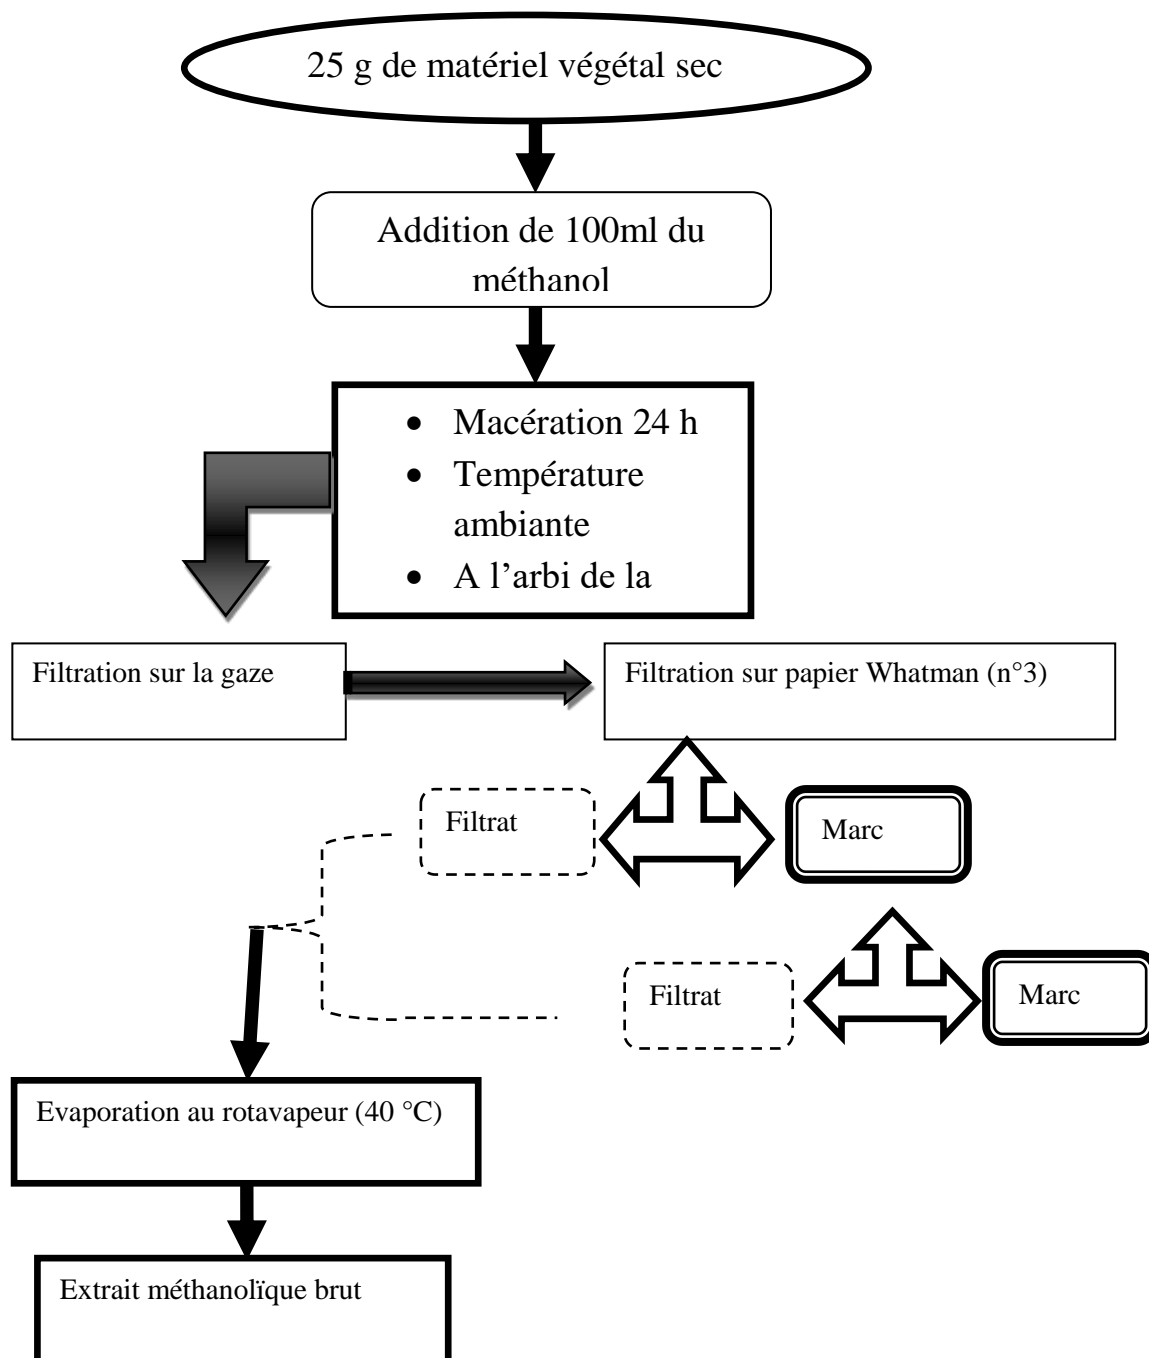 25 g de matériel végétal sec
Addition de 100ml du
méthanol
• Macération 24 h
• Température
ambiante
• A l'arbi de la
Filtration sur la gaze
Filtration sur papier Whatman (n°3)
Filtrat
Marc
Filtrat
Marc
Evaporation au rotavapeur (40 °C)
Extrait méthanolïque brut